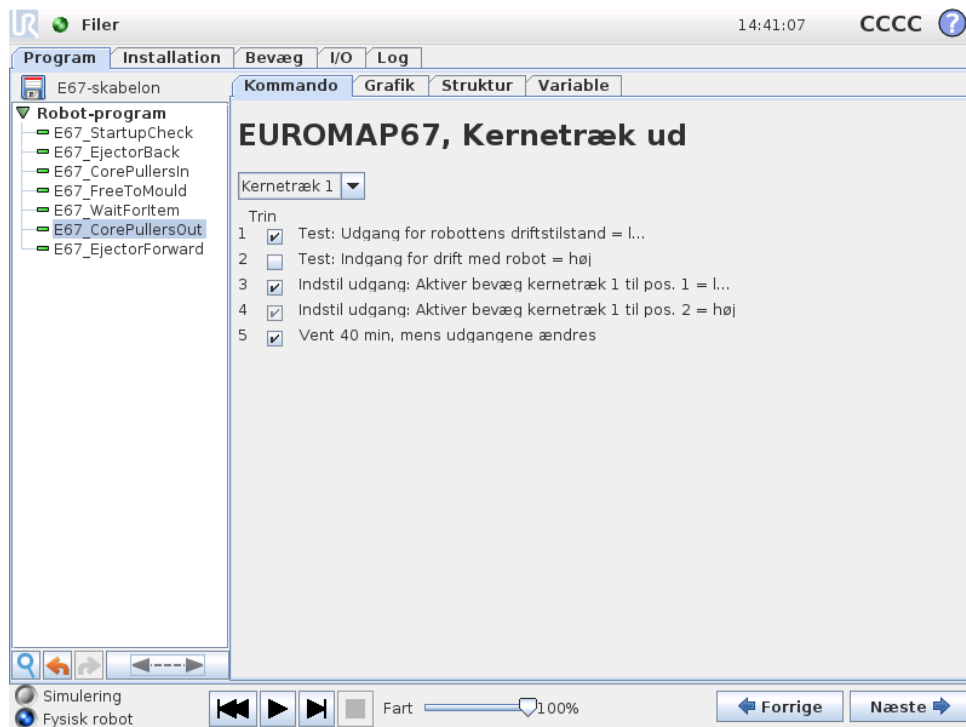 UR Filer 14:41:07 CCCC ?
Program Installation Bevæg I/O Log
E67-skabelon
Kommando Grafik Struktur Variable
Robot-program
E67_StartupCheck
E67_EjectorBack
E67_CorePullersIn
E67_FreeToMould
E67_WaitForItem
E67_CorePullersOut
E67_EjectorForward
EUROMAP67, Kernetræk ud
Kernetræk 1
Trin
1 Test: Udgang for robottens driftstilstand = l...
2 Test: Indgang for drift med robot = høj
3 Indstil udgang: Aktiver bevæg kernetræk 1 til pos. 1 = l...
4 Indstil udgang: Aktiver bevæg kernetræk 1 til pos. 2 = høj
5 Vent 40 min, mens udgangene ændres
Simulering
Fysisk robot
Fart 100%
Forrige Næste